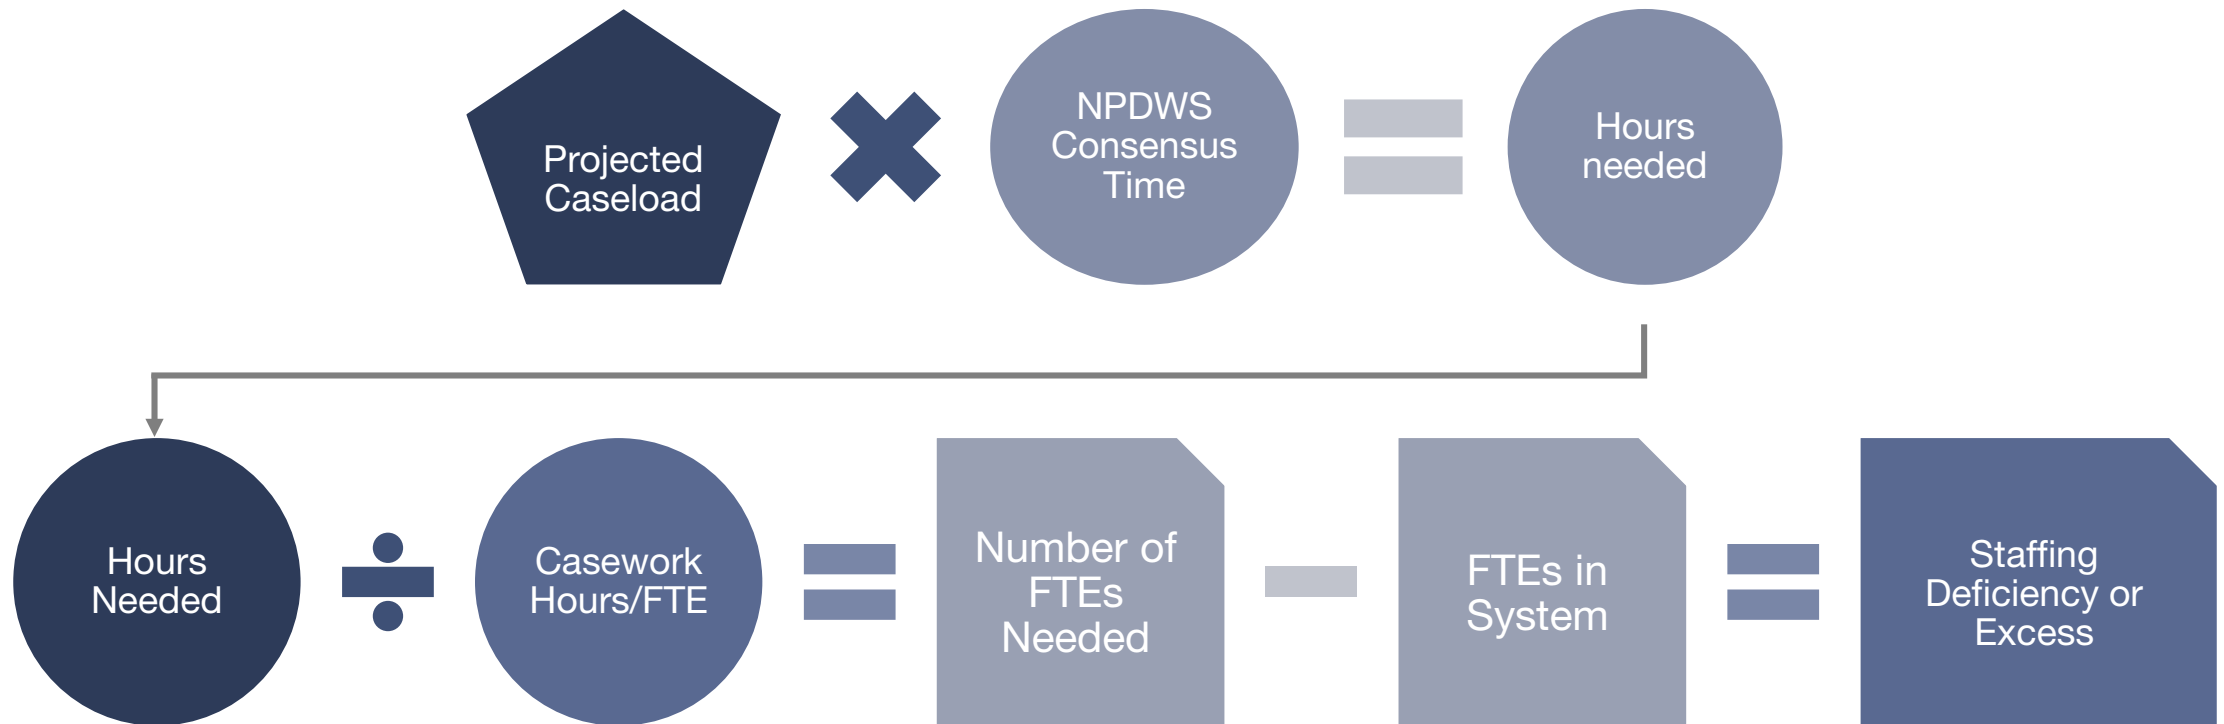 Projected
Caseload
NPDWS
Consensus
Time
Hours
needed
Hours
Needed
Casework
Hours/FTE
Number of
FTEs
Needed
FTEs in
System
Staffing
Deficiency or
Excess